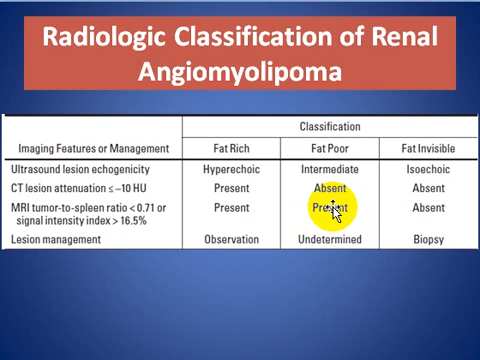 Radiologic Classification of Renal
Angiomyolipoma
Classification
Imaging Features or Management Fat Rich Fat Poor Fat Invisible
Ultrasound lesion echogenicity Hyperechoic Intermediate Isoechoic
CT lesion attenuation ≤ −10 HU Present Absent Absent
MRI tumor-to-spleen ratio < 0.71 or Present Present Absent
signal intensity index > 16.5%
Lesion management Observation Undetermined Biopsy